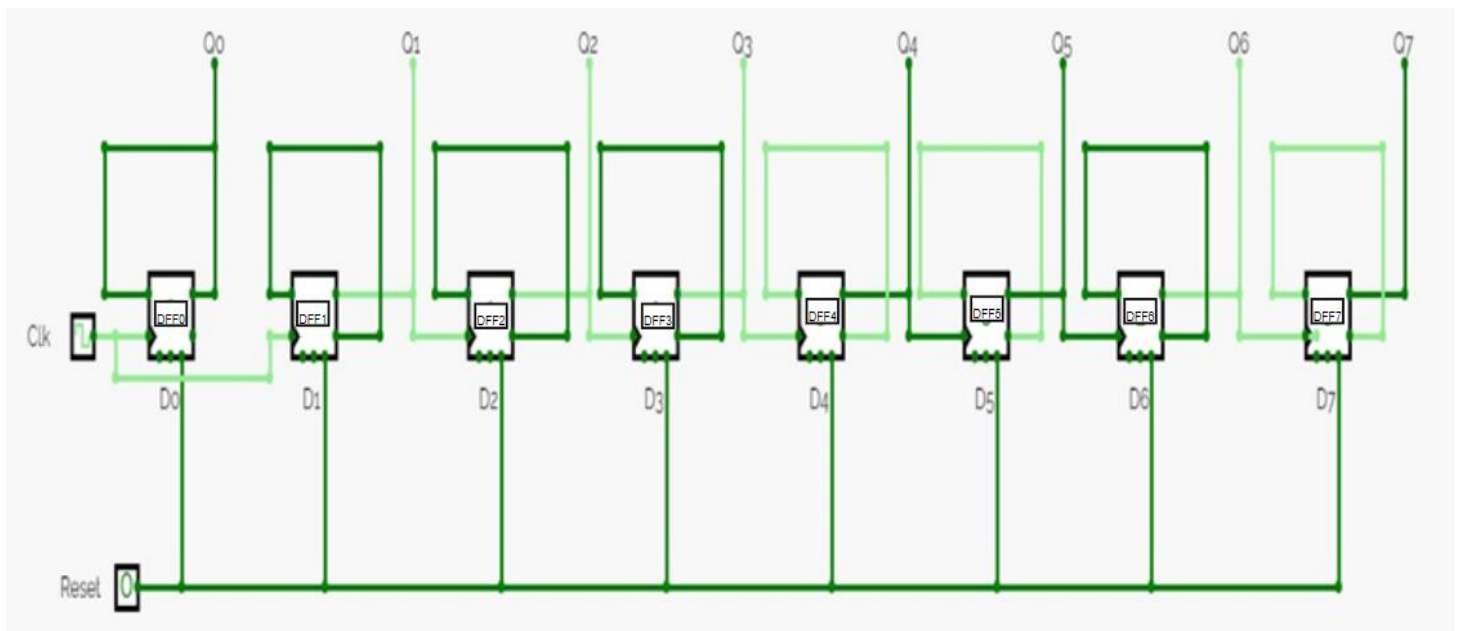 Q0 Q1 Q2 Q3 Q4 Q5 Q6 Q7
DFF0 DFF1 DFF2 DFF3 DFF4 DFF5 DFF6 DFF7
Clk
D0 D1 D2 D3 D4 D5 D6 D7
Reset 0